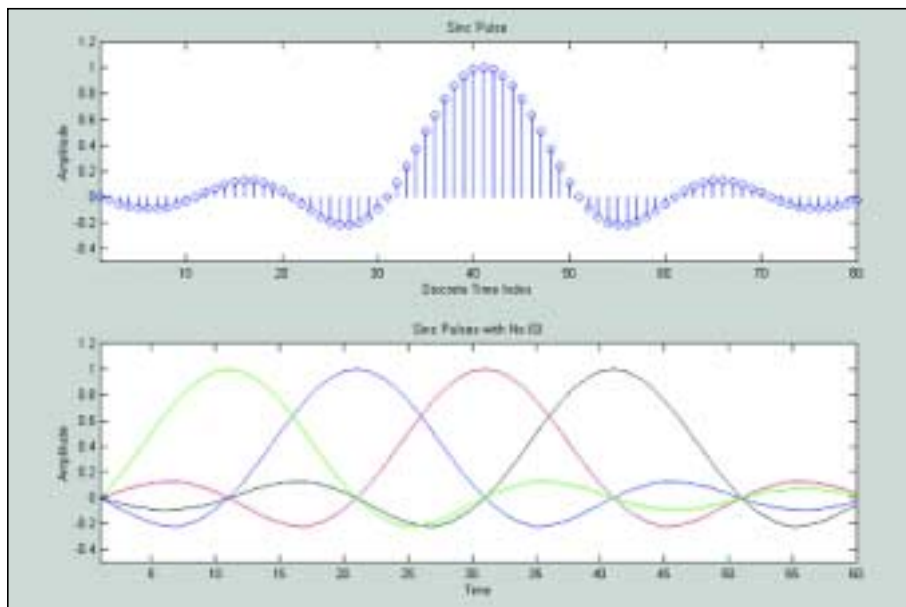 Sinc Pulse
1.2
1
0.8
0.6
0.4
0.2
0
-0.2
-0.4
Amplitude
10 20 30 40 50 60 70 80
Discrete Time Index
Sinc Pulses with No ISI
1.2
1
0.8
0.6
0.4
0.2
0
-0.2
-0.4
Amplitude
5 10 15 20 25 30 35 40 45 50 55 60
Time